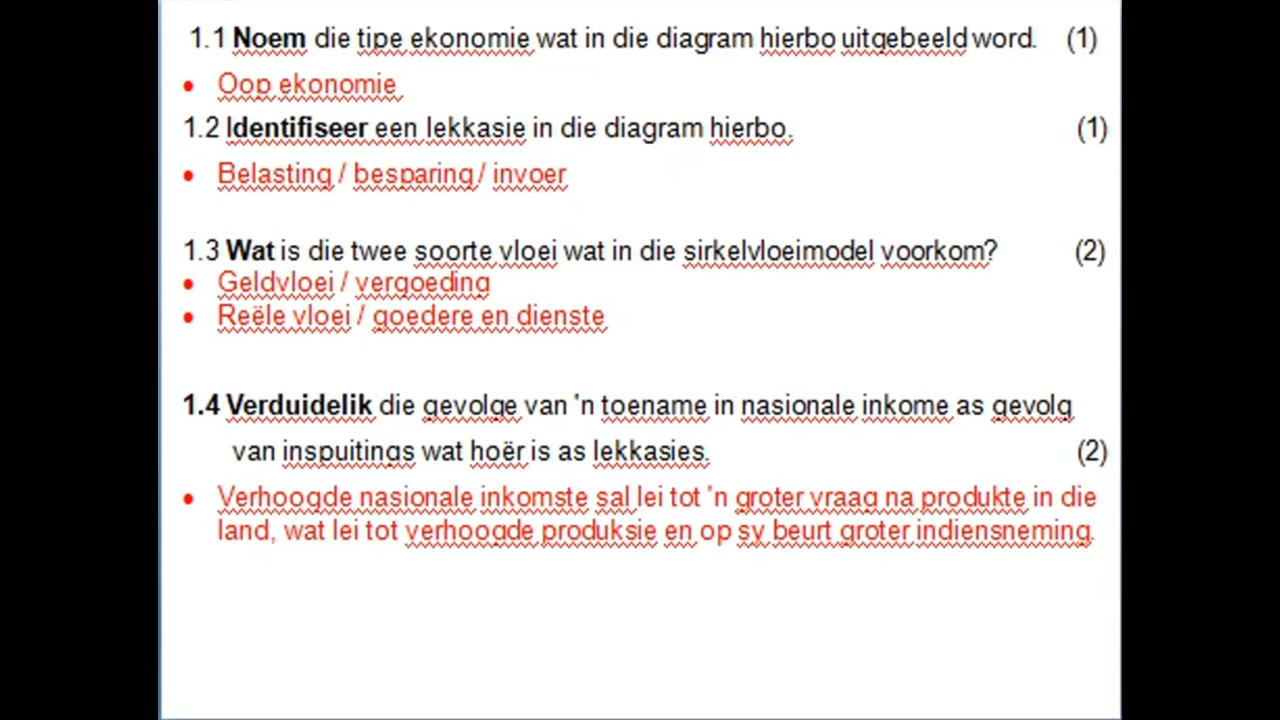 1.1 Noem die tipe ekonomie wat in die diagram hierbo uitgebeeld word. (1)
• Oop ekonomie
1.2 Identifiseer een lekkasie in die diagram hierbo. (1)
• Belasting / besparing / invoer
1.3 Wat is die twee soorte vloei wat in die sirkelvloeimodel voorkom? (2)
• Geldvloei / vergoeding
• Reële vloei / goedere en dienste
1.4 Verduidelik die gevolge van 'n toename in nasionale inkome as gevolg
van inspuitings wat hoër is as lekkasies. (2)
• Verhoogde nasionale inkomste sal lei tot 'n groter vraag na produkte in die
land, wat lei tot verhoogde produksie en op sy beurt groter indiensneming.